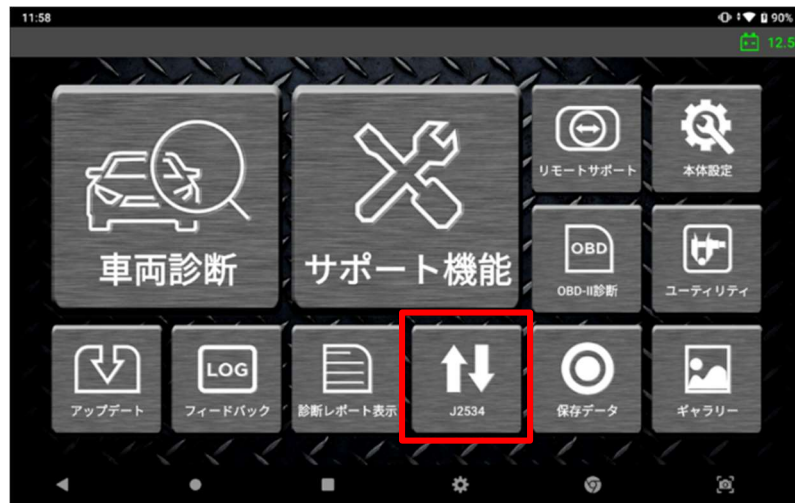 11:58
90%
12.5
車両診断
サポート機能
リモートサポート
本体設定
OBD
OBD-II診断
ユーティリティ
アップデート
LOG
フィードバック
診断レポート表示
J2534
保存データ
ギャラリー